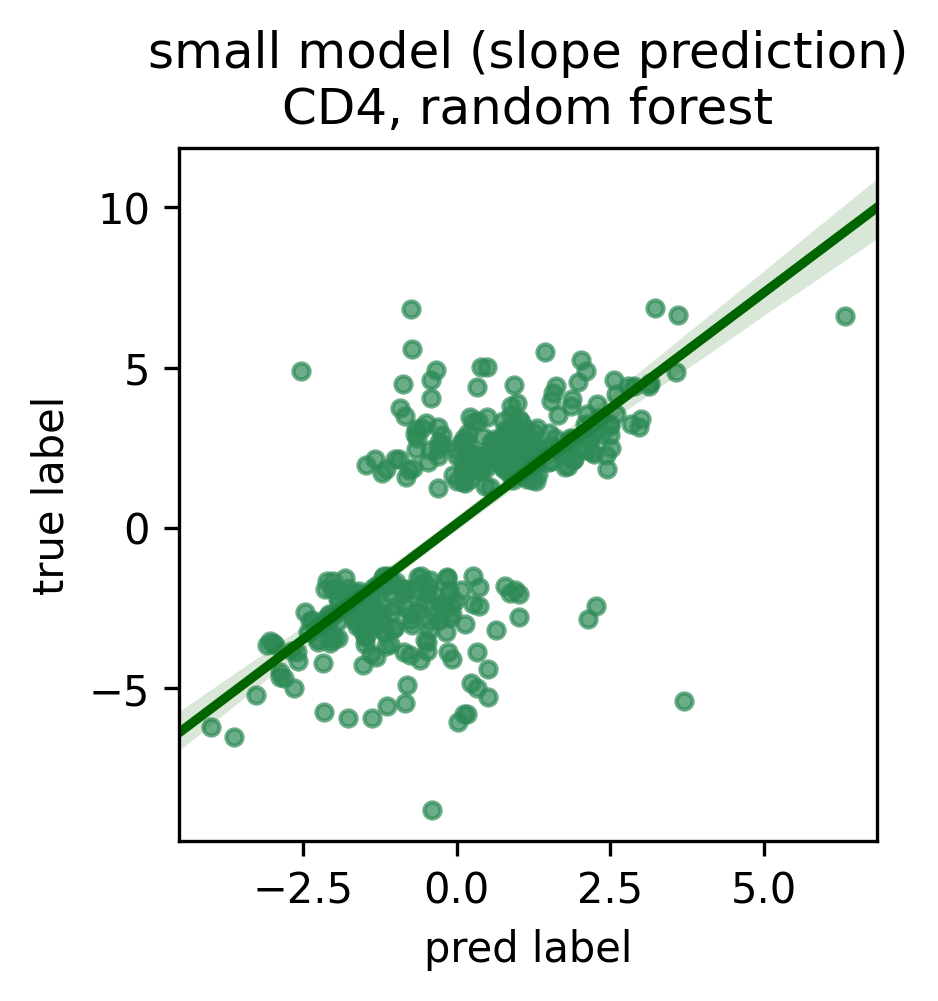 small model (slope prediction)
CD4, random forest
10
5
0
−5
true label
−2.5 0.0 2.5 5.0
pred label